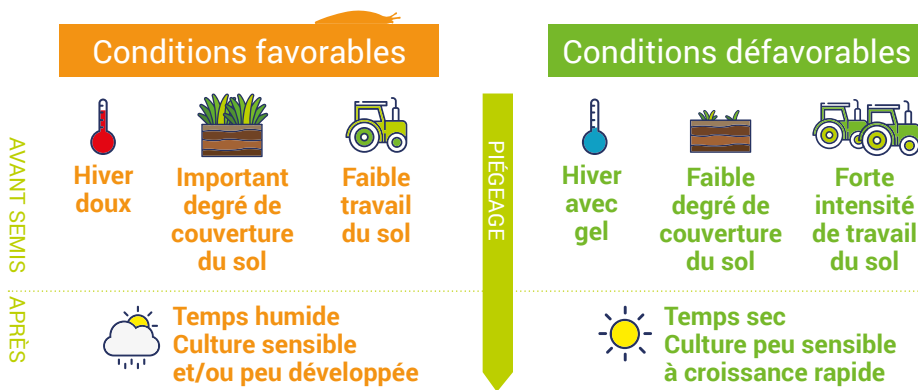 Conditions favorables
Conditions défavorables
AVANT SEMIS
Hiver
doux
Important
degré de
couverture
du sol
Faible
travail
du sol
PIÉGEAGE
Hiver
avec
gel
Faible
degré de
couverture
du sol
Forte
intensité
de travail
du sol
APRÈS
Temps humide
Culture sensible
et/ou peu développée
Temps sec
Culture peu sensible
à croissance rapide